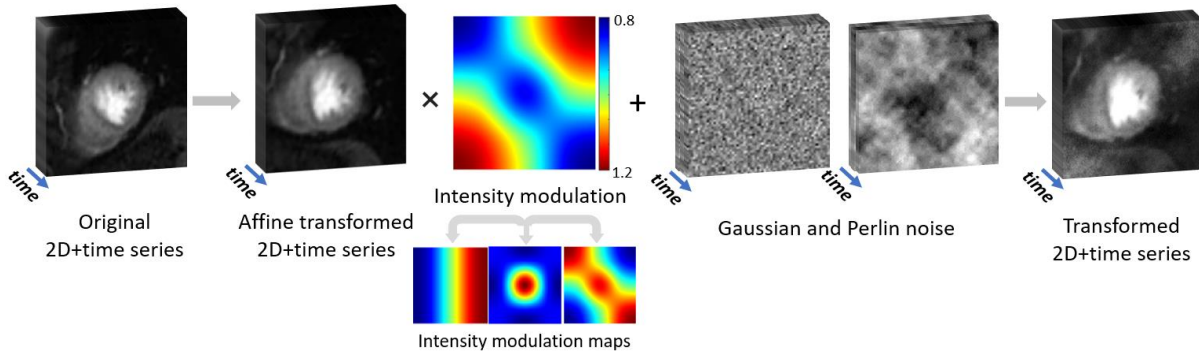 0.8
×
+
1.2
time
time
time
time
Intensity modulation
Original
2D+time series
Affine transformed
2D+time series
Gaussian and Perlin noise
Transformed
2D+time series
Intensity modulation maps